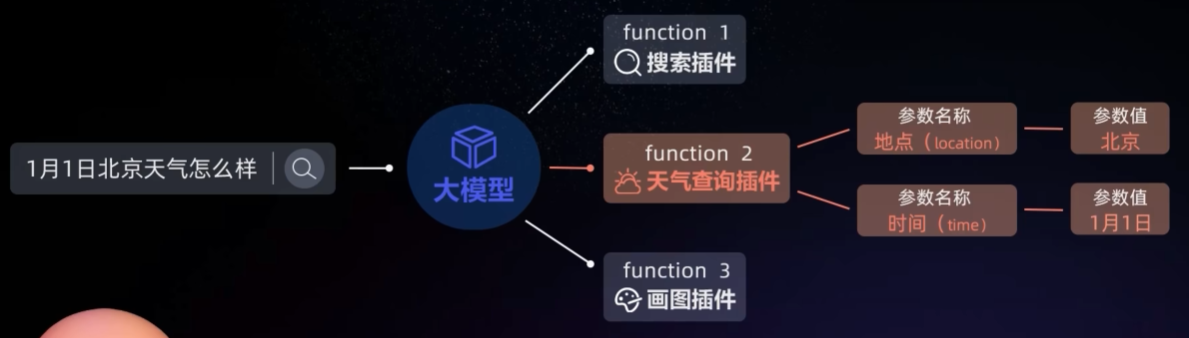 1月1日北京天气怎么样
大模型
function 1
搜索插件
function 2
天气查询插件
参数名称
地点（location）
参数值
北京
参数名称
时间（time）
参数值
1月1日
function 3
画图插件